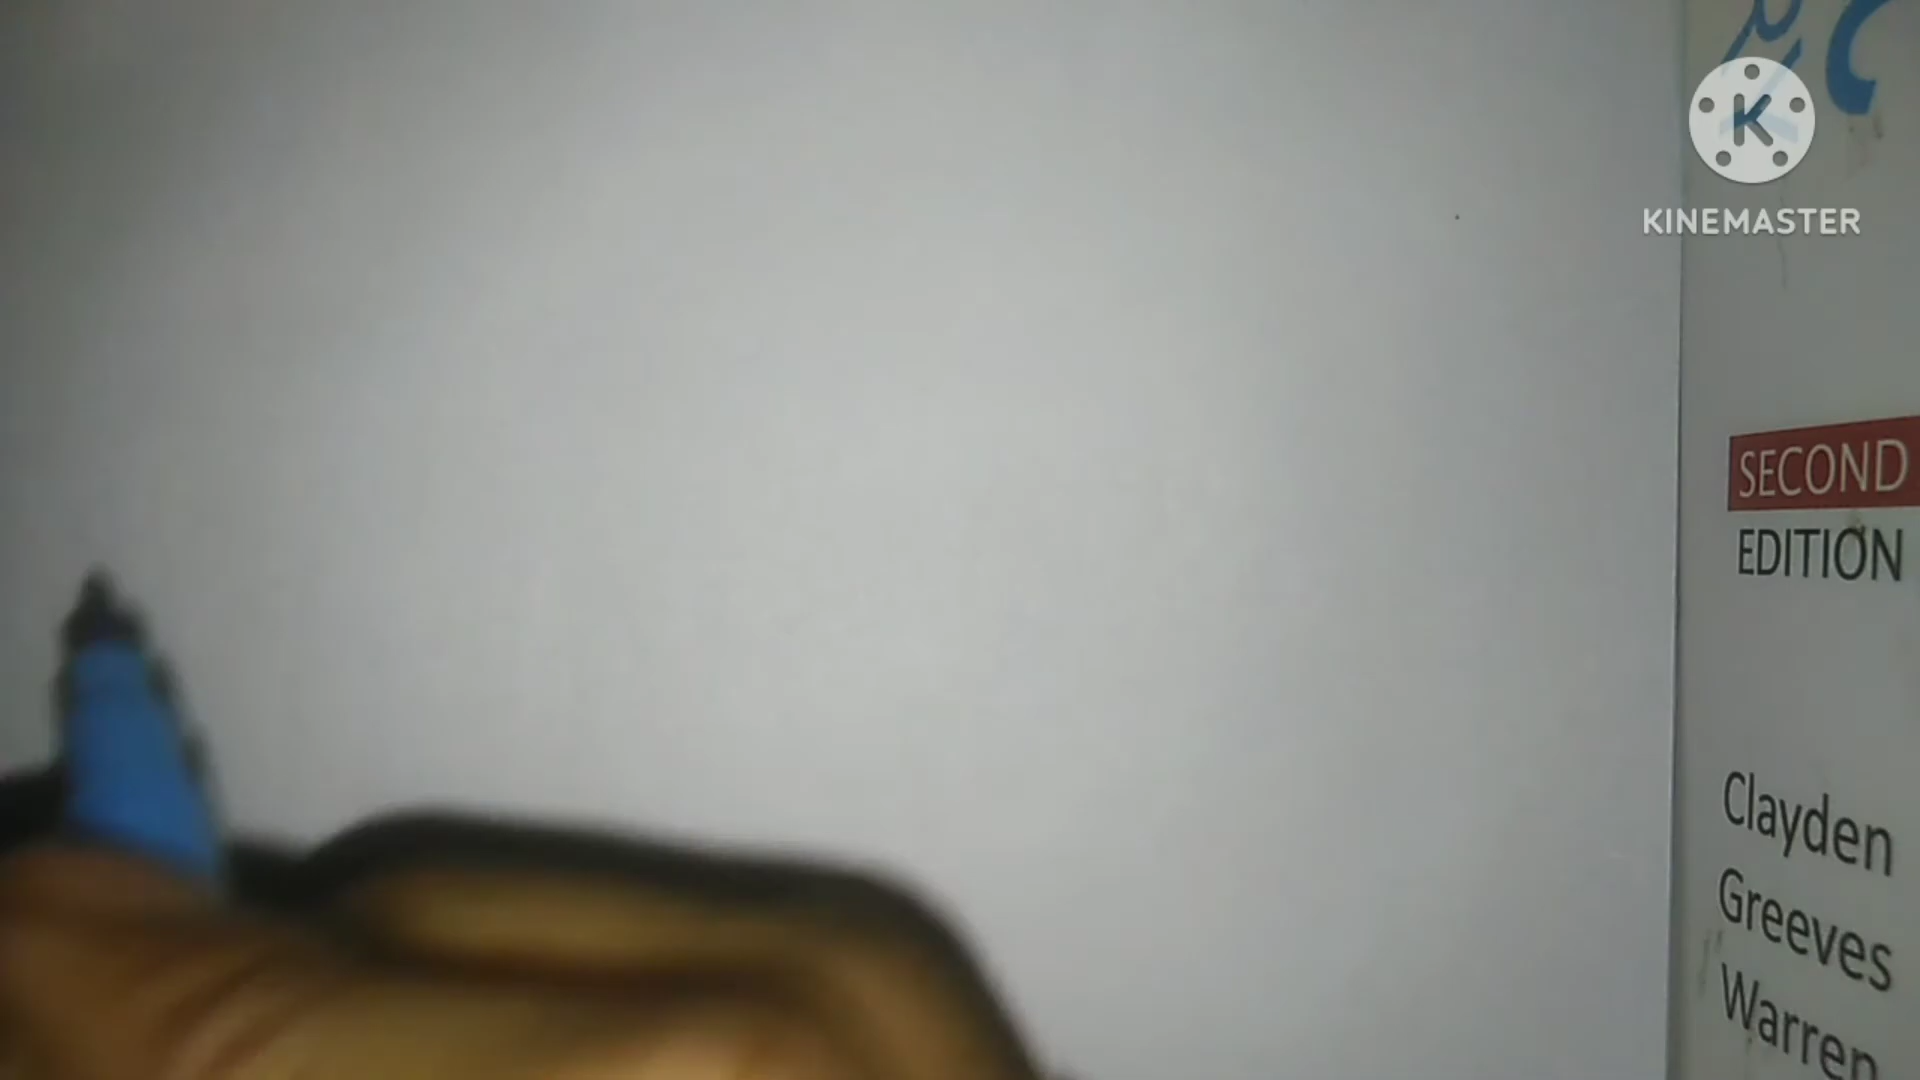 K
KINEMASTER
SECOND
EDITION
Clayden
Greeves
Warren